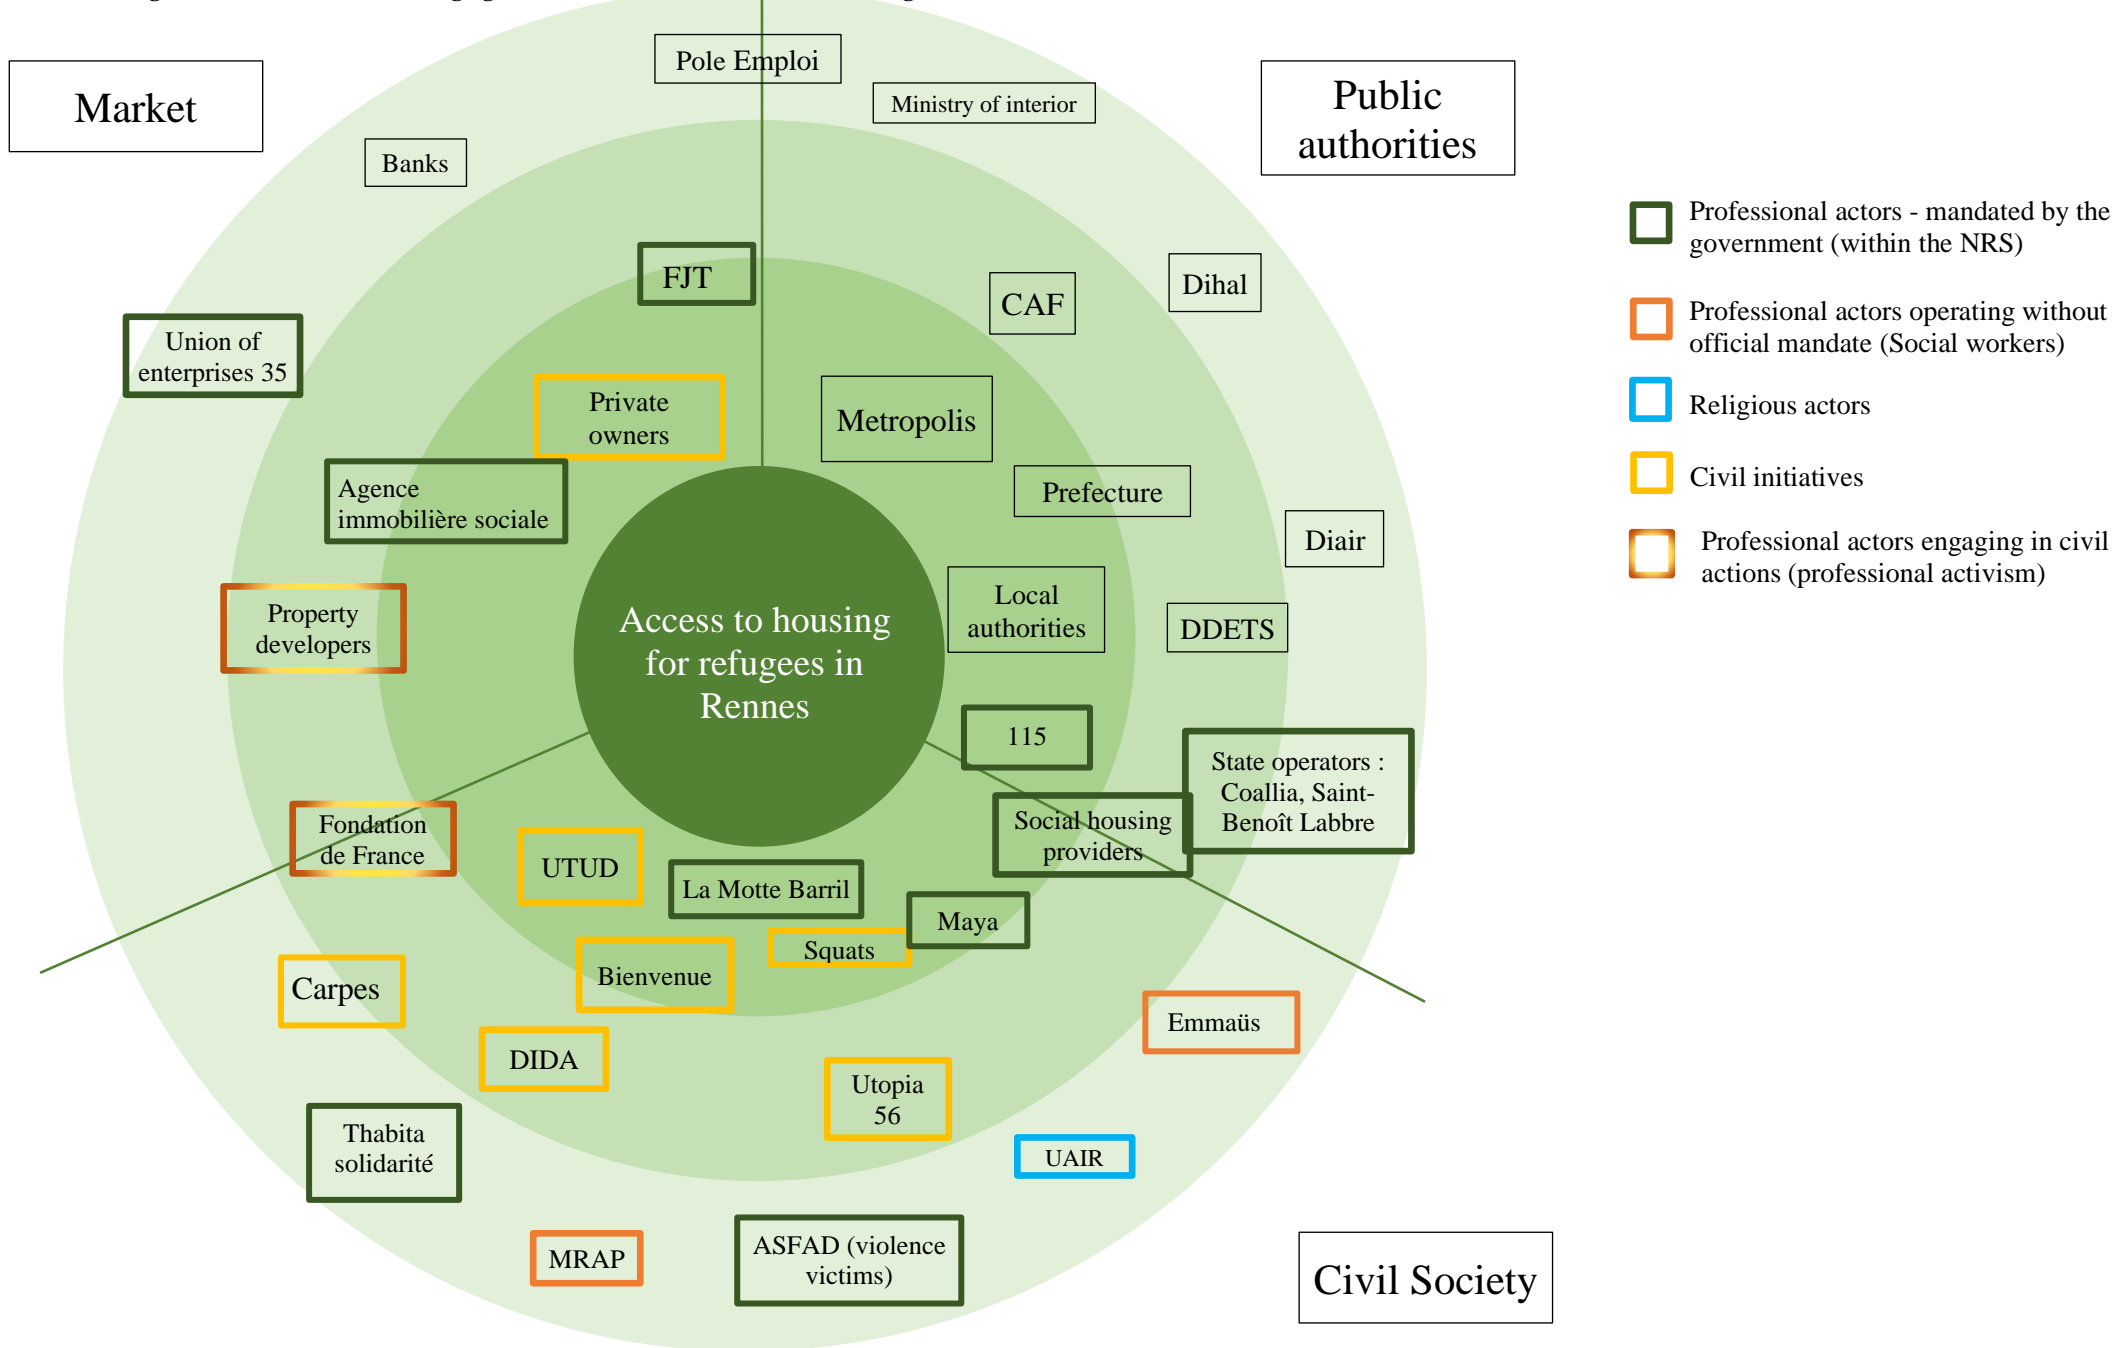 Pole Emploi
Market
Public
authorities
Ministry of interior
Banks
FJT
CAF
Dihal
Union of
enterprises 35
Private
owners
Metropolis
Agence
immobilière sociale
Prefecture
Diair
Property
developers
Access to housing
for refugees in
Rennes
Local
authorities
DDETS
115
State operators :
Coallia, Saint-
Benoît Labbre
Social housing
providers
Fondation
de France
UTUD
La Motte Barril
Maya
Squats
Bienvenue
Carpes
DIDA
Emmaüs
Utopia
56
Thabita
solidarité
UAIR
MRAP
ASFAD (violence
victims)
Civil Society
Professional actors - mandated by the
government (within the NRS)
Professional actors operating without
official mandate (Social workers)
Religious actors
Civil initiatives
Professional actors engaging in civil
actions (professional activism)